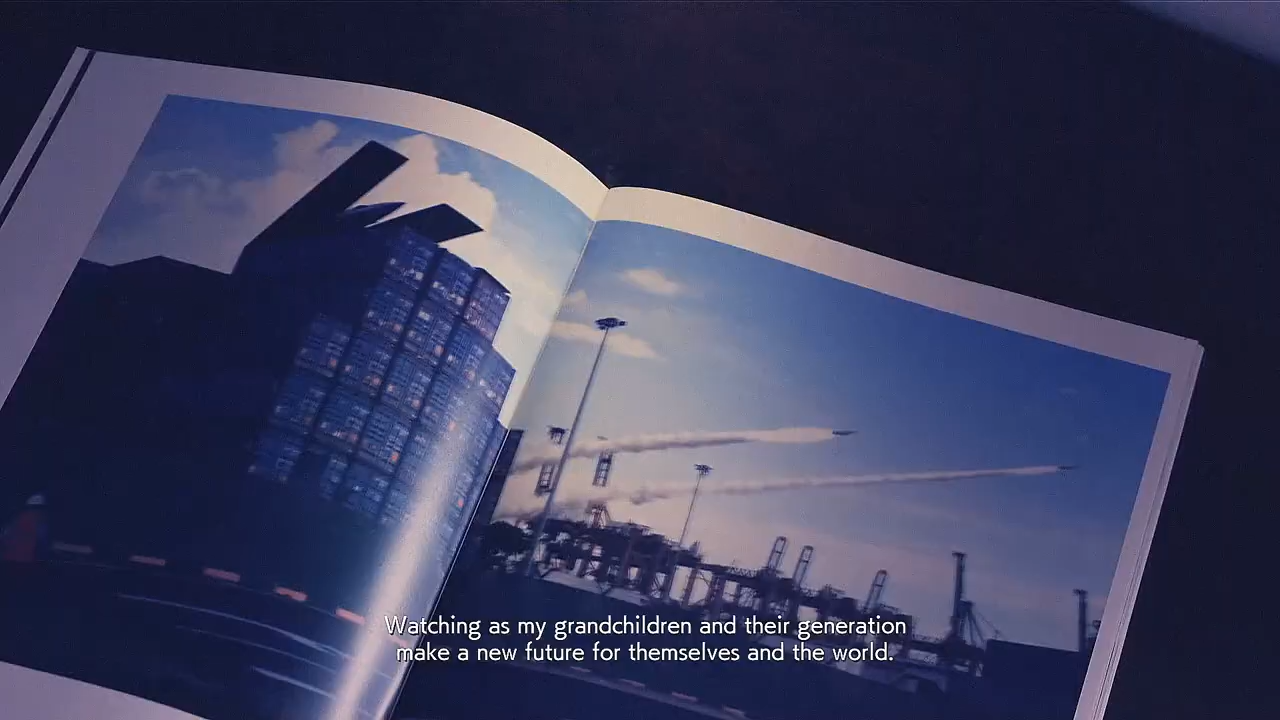 Watching as my grandchildren and their generation
make a new future for themselves and the world.